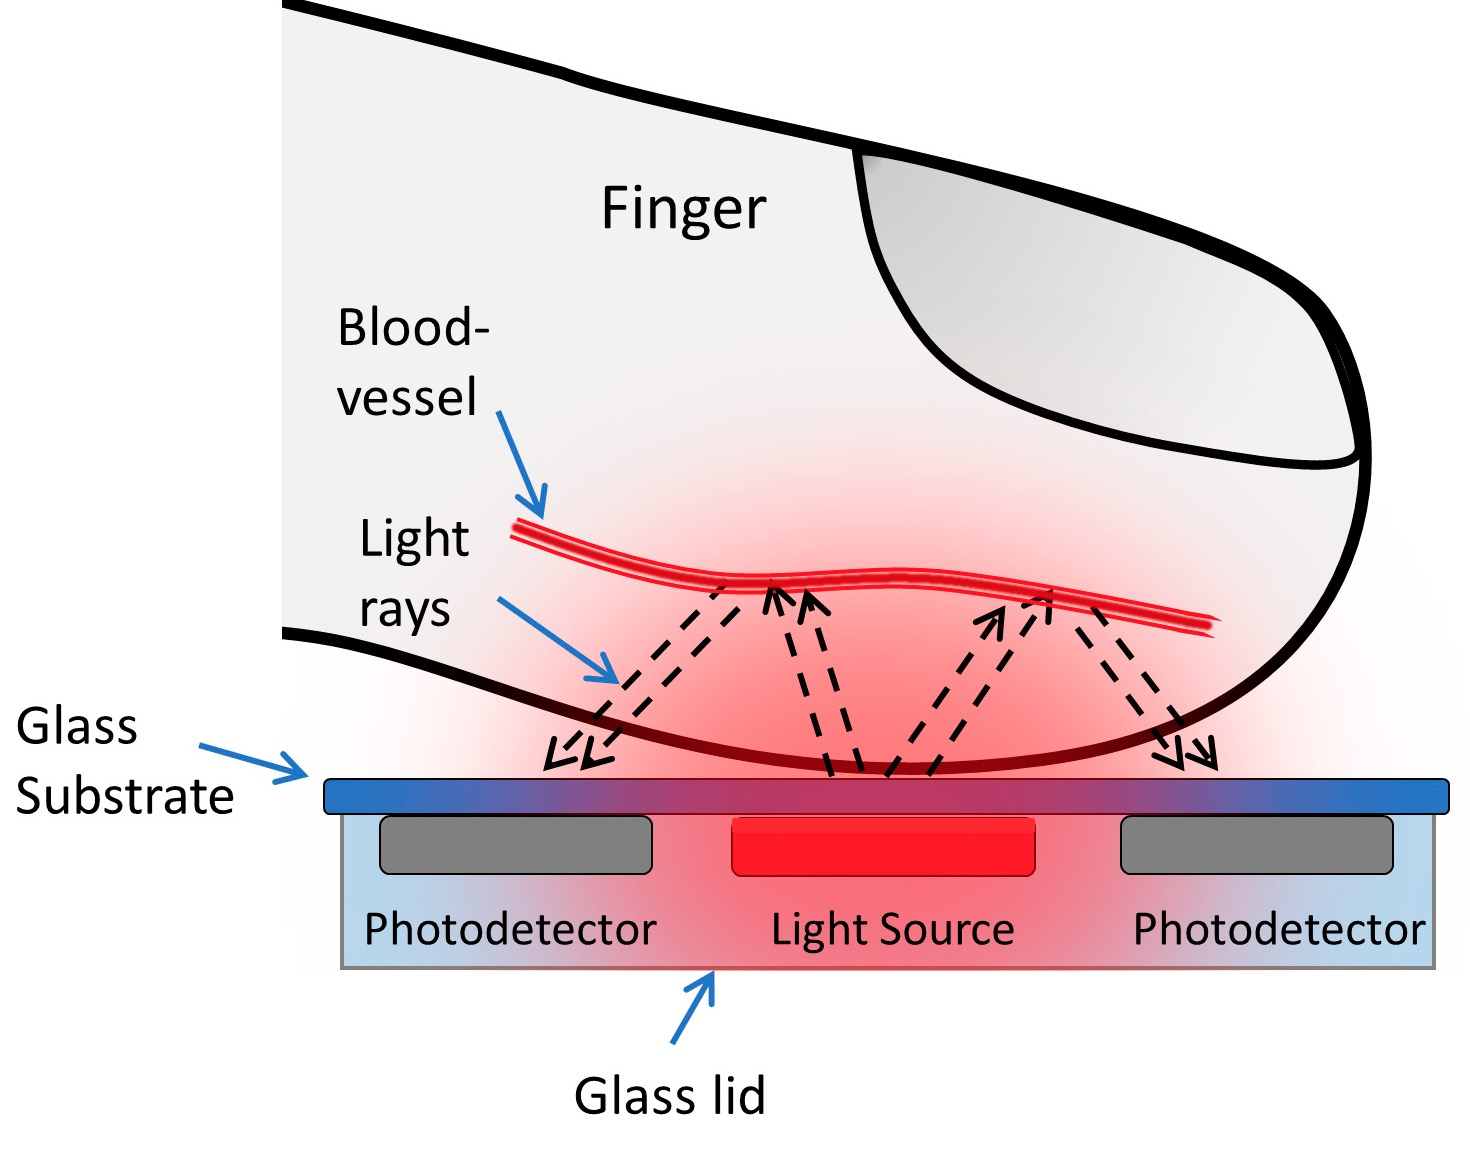 Finger
Blood-
vessel
Light
rays
Glass
Substrate
Photodetector
Light Source
Photodetector
Glass lid